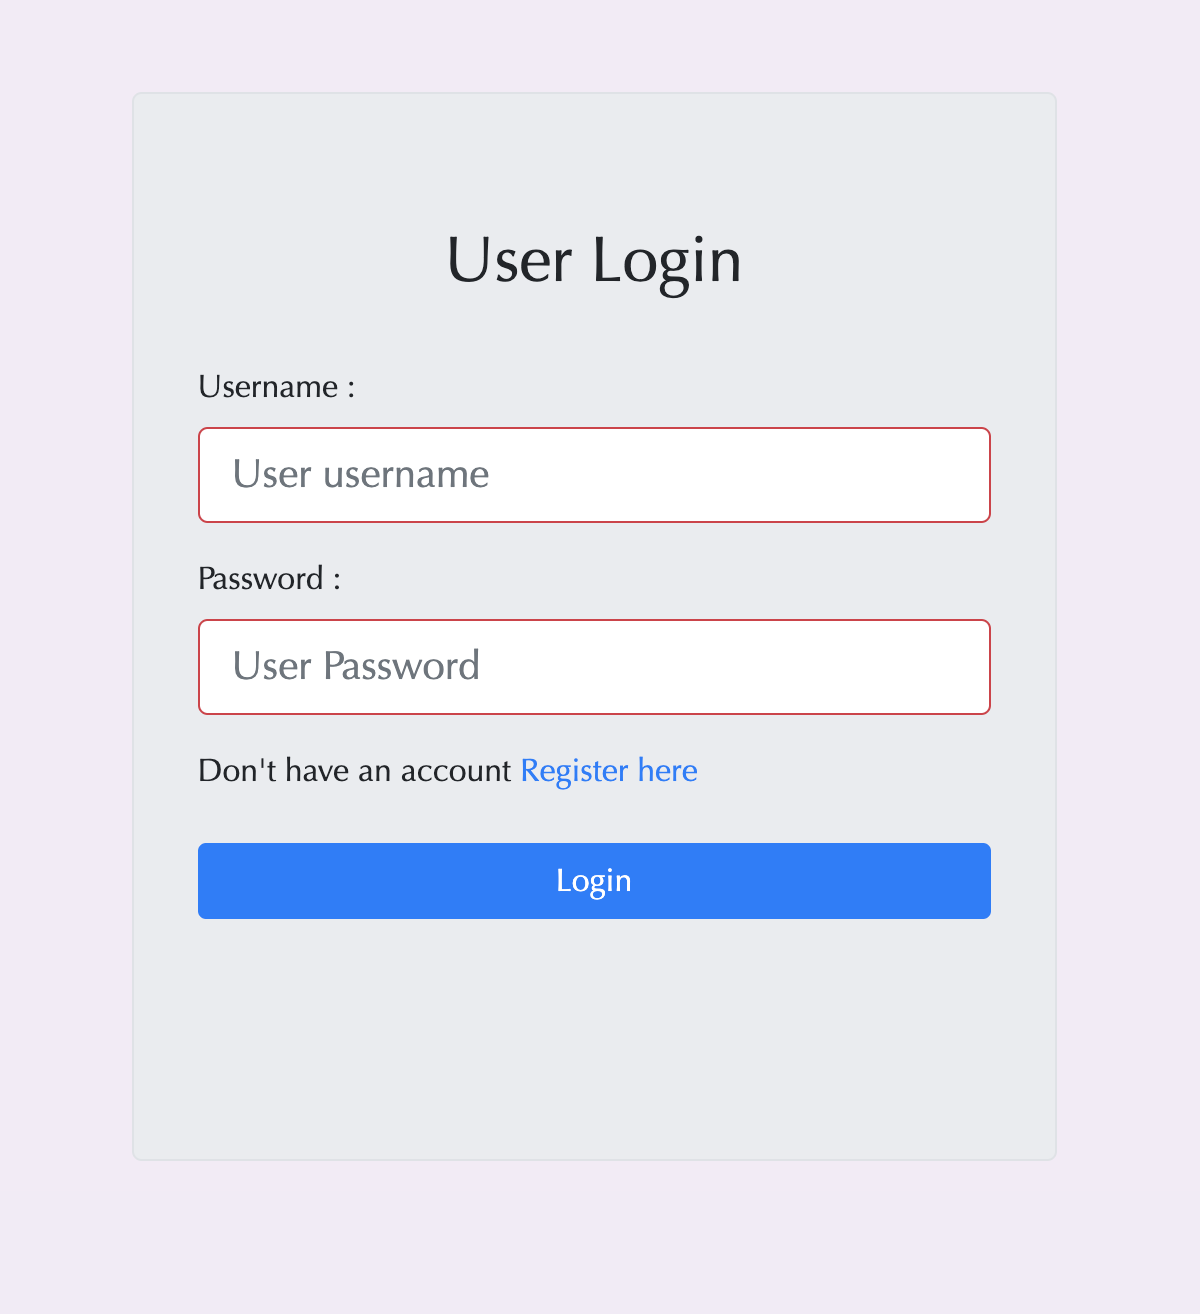 User Login
Username :
User username
Password :
User Password
Don't have an account Register here
Login